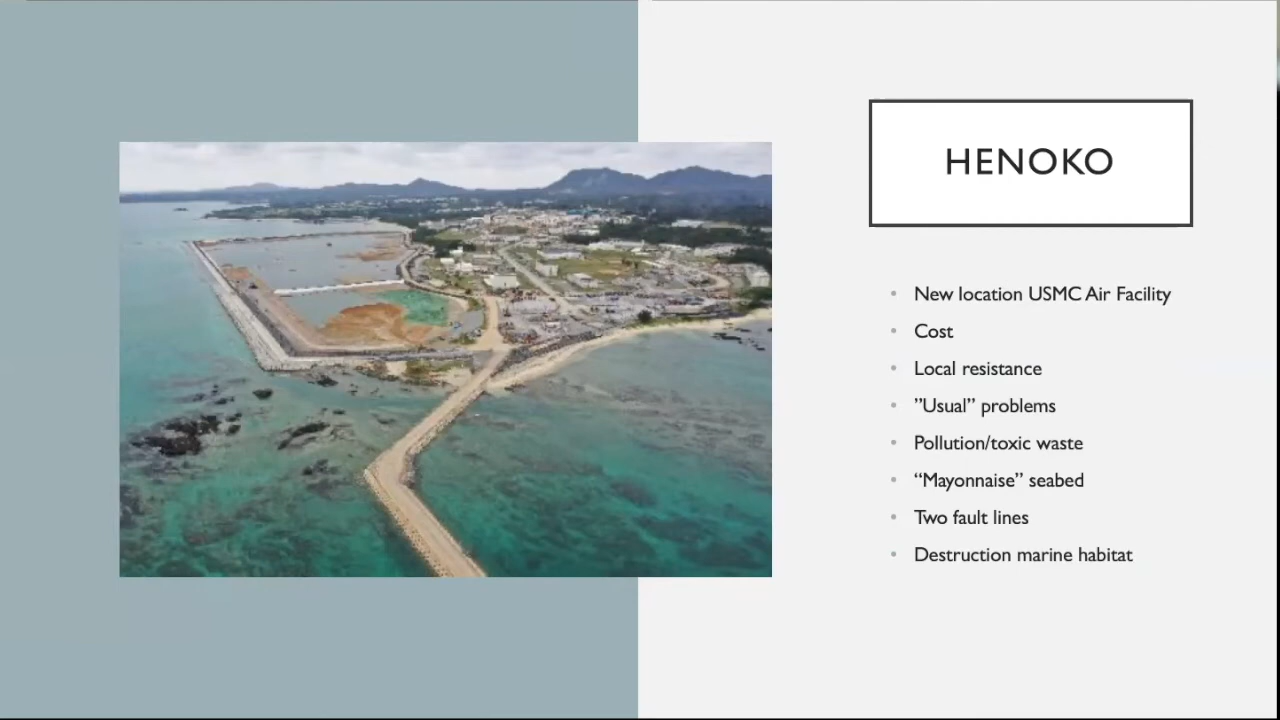 HENOKO
• New location USMC Air Facility
• Cost
• Local resistance
• ”Usual” problems
• Pollution/toxic waste
• “Mayonnaise” seabed
• Two fault lines
• Destruction marine habitat